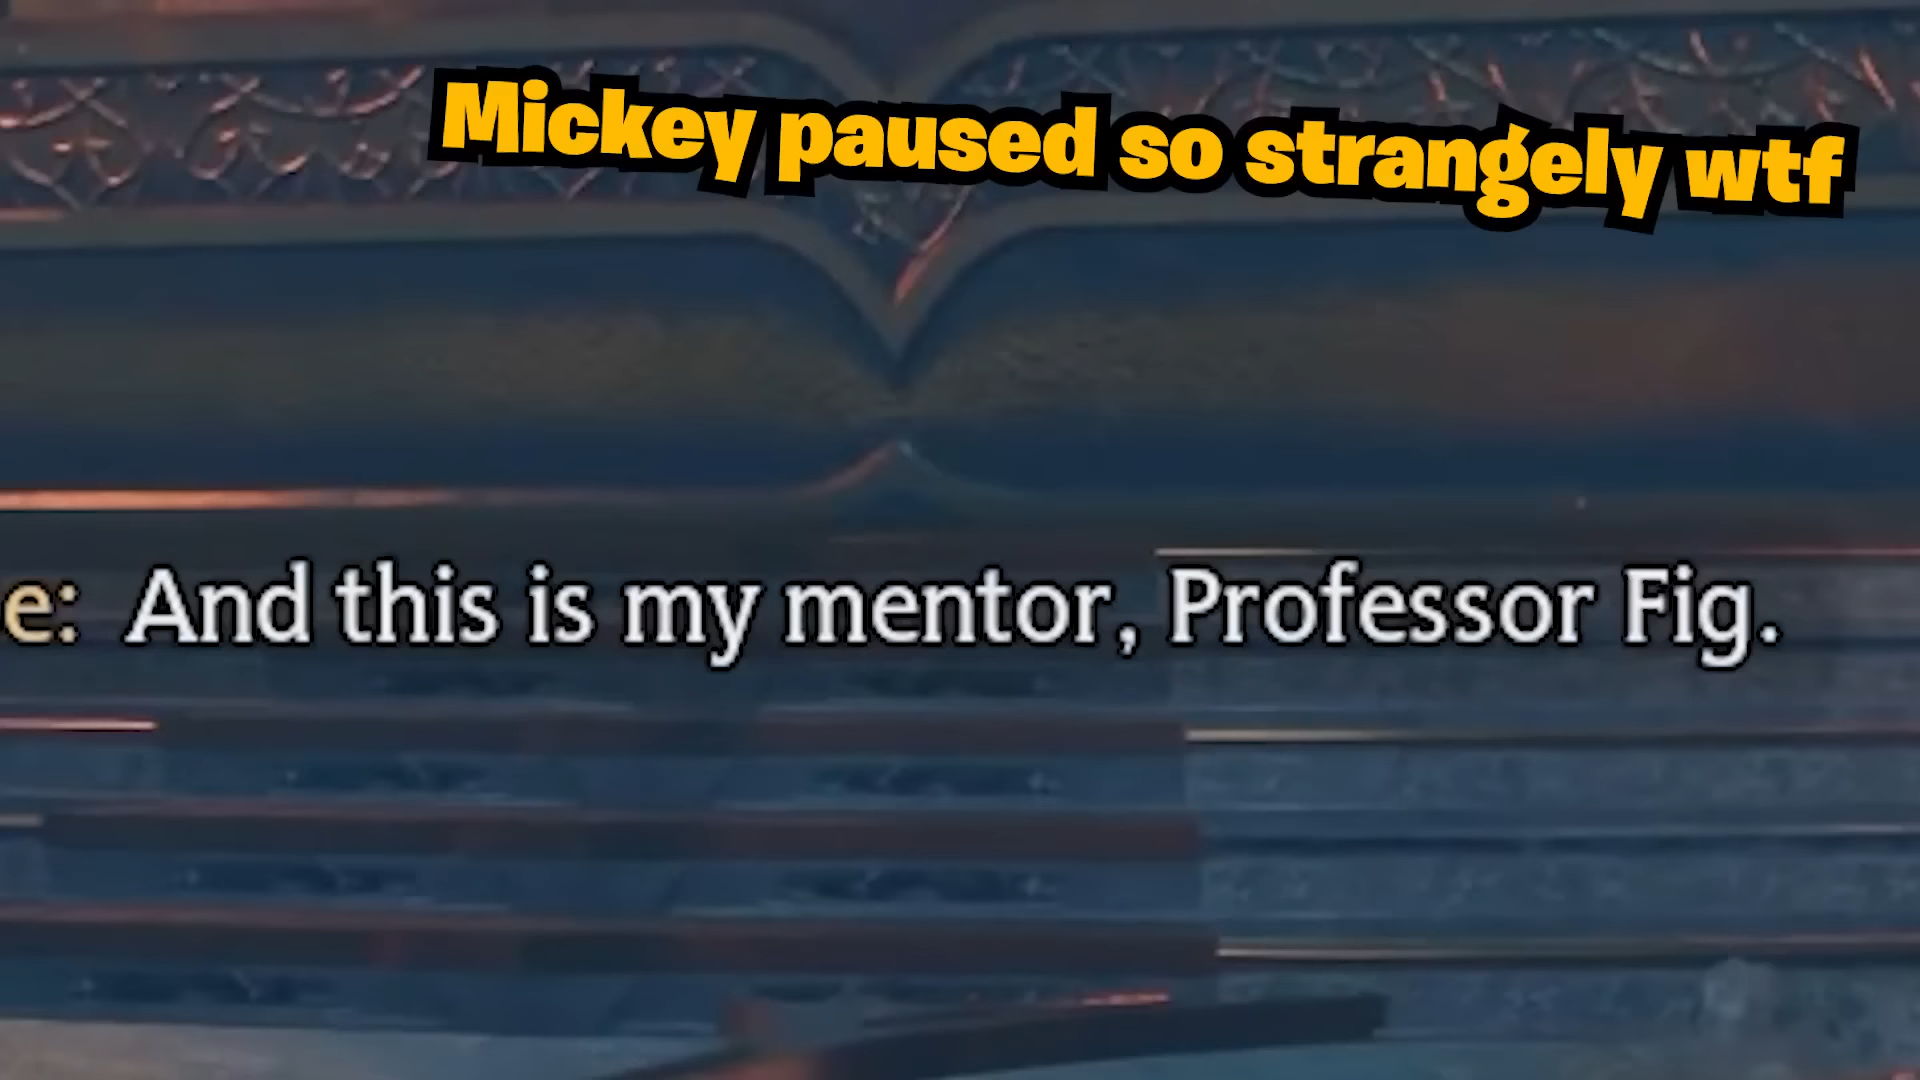 Mickey paused so strangely wtf
e: And this is my mentor, Professor Fig.